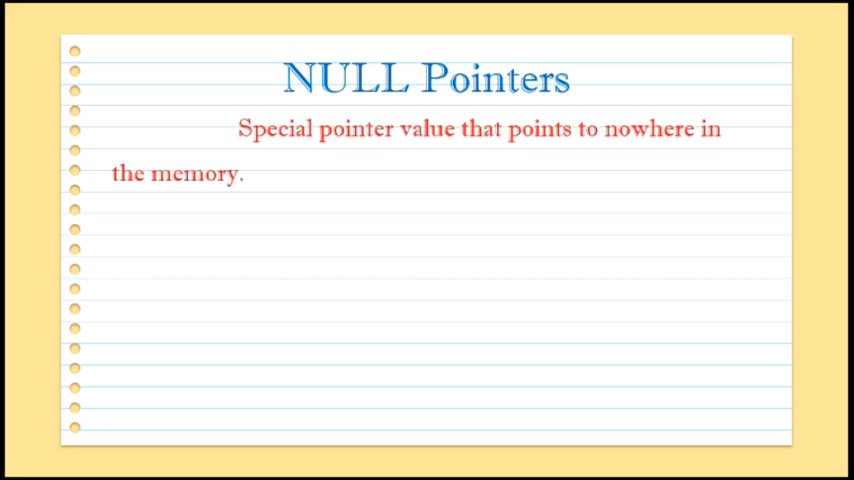 NULL Pointers
Special pointer value that points to nowhere in
the memory.